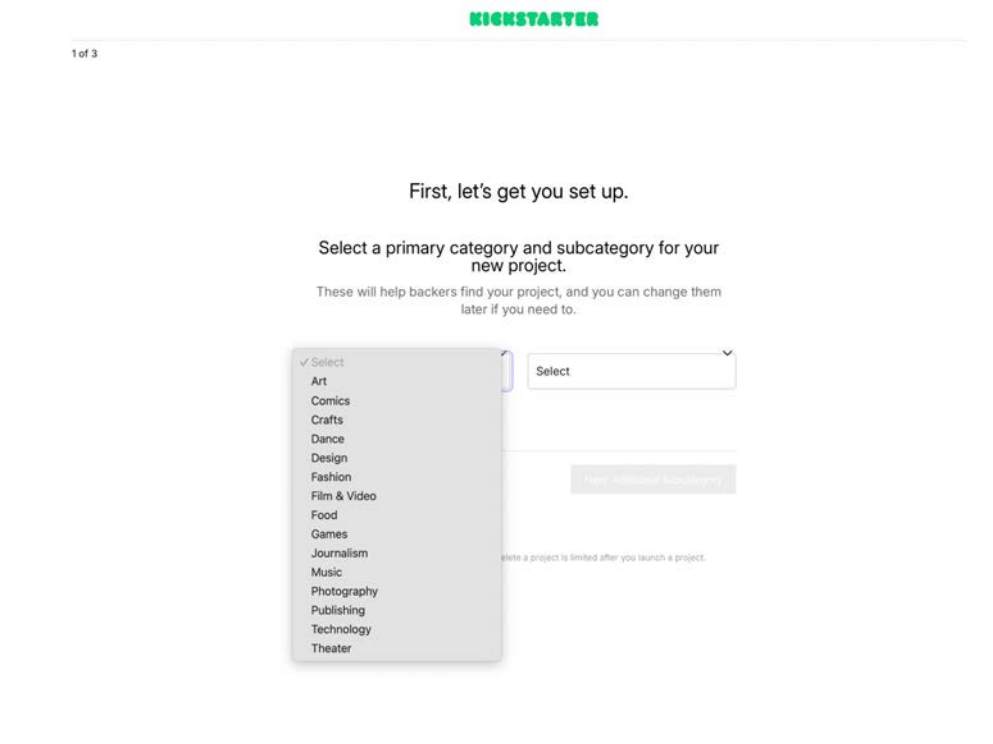 KICKSTARTER
1 of 3
First, let's get you set up.
Select a primary category and subcategory for your
new project.
These will help backers find your project, and you can change them
later if you need to.
✓ Select
Art
Comics
Crafts
Dance
Design
Fashion
Film & Video
Food
Games
Journalism
Music
Photography
Publishing
Technology
Theater
Select
Next: Additional Subcategory
a project is limited after you launch a project.